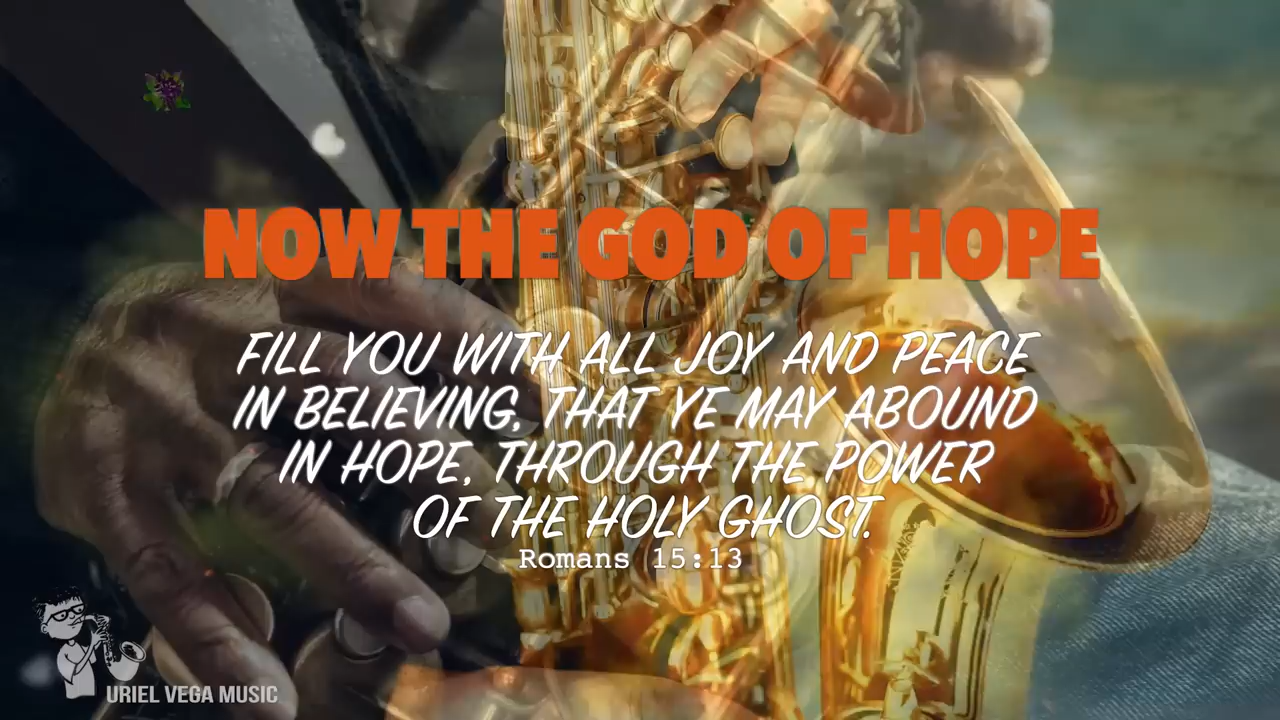 NOW THE GOD OF HOPE
FILL YOU WITH ALL JOY AND PEACE
IN BELIEVING, THAT YE MAY ABOUND
IN HOPE, THROUGH THE POWER
OF THE HOLY GHOST.
Romans 15:13
URIEL VEGA MUSIC